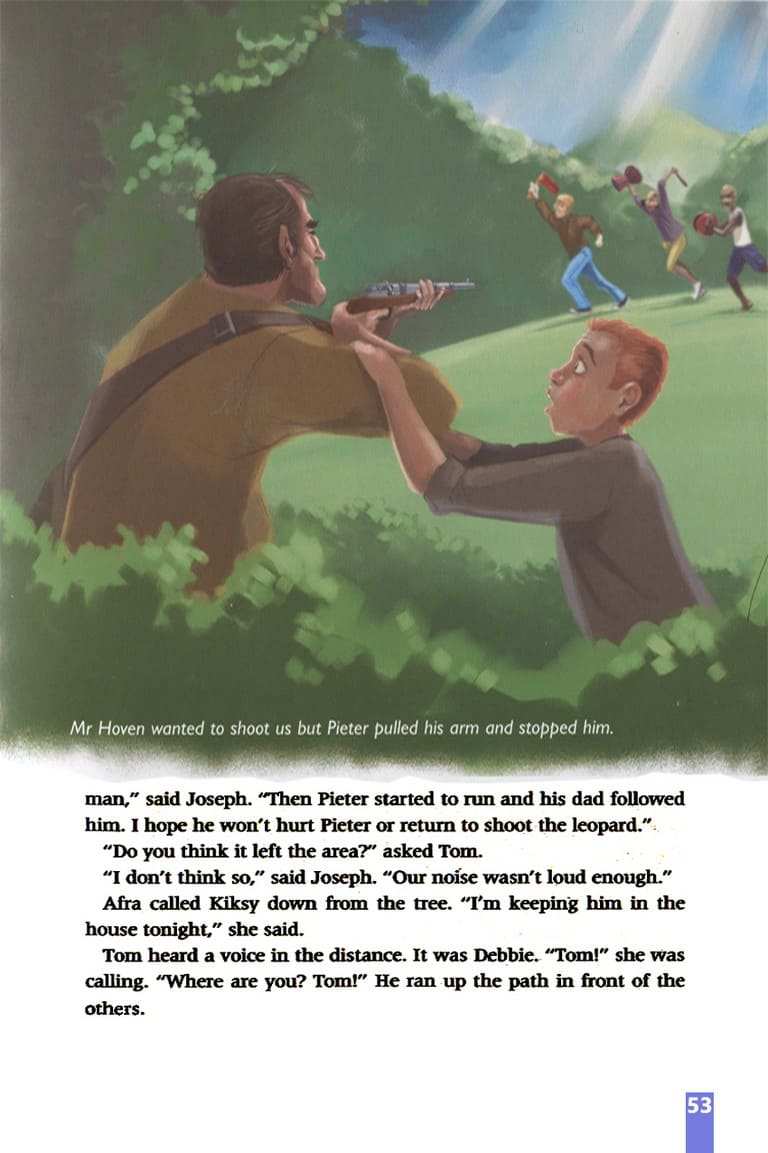 Mr Hoven wanted to shoot us but Pieter pulled his arm and stopped him.
man,” said Joseph. “Then Pieter started to run and his dad followed
him. I hope he won’t hurt Pieter or return to shoot the leopard.”
“Do you think it left the area?” asked Tom.
“I don’t think so,” said Joseph. “Our noise wasn’t loud enough.”
Afra called Kiksy down from the tree. “I’m keeping him in the
house tonight,” she said.
Tom heard a voice in the distance. It was Debbie. “Tom!” she was
calling. “Where are you? Tom!” He ran up the path in front of the
others.
53